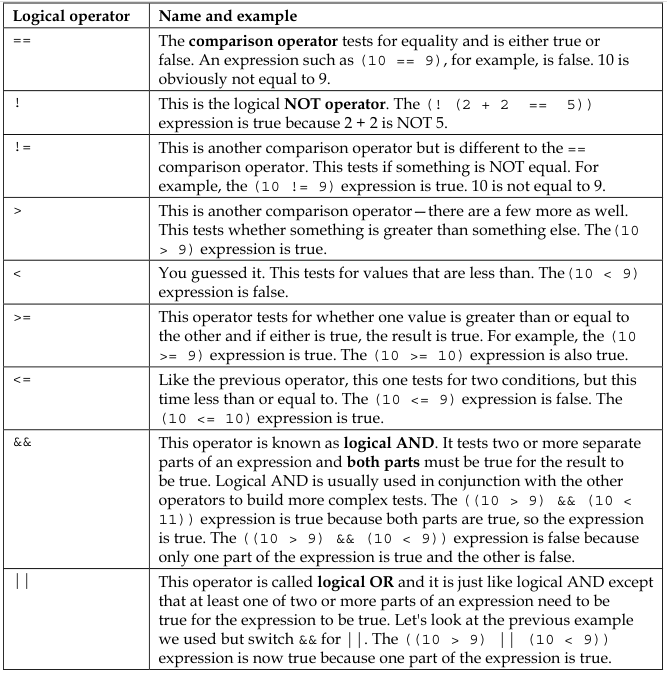 Logical operator Name and example
== The comparison operator tests for equality and is either true or
false. An expression such as (10 == 9), for example, is false. 10 is
obviously not equal to 9.
! This is the logical NOT operator. The (! (2 + 2 == 5))
expression is true because 2 + 2 is NOT 5.
!= This is another comparison operator but is different to the ==
comparison operator. This tests if something is NOT equal. For
example, the (10 != 9) expression is true. 10 is not equal to 9.
> This is another comparison operator—there are a few more as well.
This tests whether something is greater than something else. The (10
> 9) expression is true.
< You guessed it. This tests for values that are less than. The (10 < 9)
expression is false.
>= This operator tests for whether one value is greater than or equal to
the other and if either is true, the result is true. For example, the (10
>= 9) expression is true. The (10 >= 10) expression is also true.
<= Like the previous operator, this one tests for two conditions, but this
time less than or equal to. The (10 <= 9) expression is false. The
(10 <= 10) expression is true.
&& This operator is known as logical AND. It tests two or more separate
parts of an expression and both parts must be true for the result to
be true. Logical AND is usually used in conjunction with the other
operators to build more complex tests. The ((10 > 9) && (10 <
11)) expression is true because both parts are true, so the expression
is true. The ((10 > 9) && (10 < 9)) expression is false because
only one part of the expression is true and the other is false.
|| This operator is called logical OR and it is just like logical AND except
that at least one of two or more parts of an expression need to be
true for the expression to be true. Let's look at the previous example
we used but switch && for ||. The ((10 > 9) || (10 < 9))
expression is now true because one part of the expression is true.